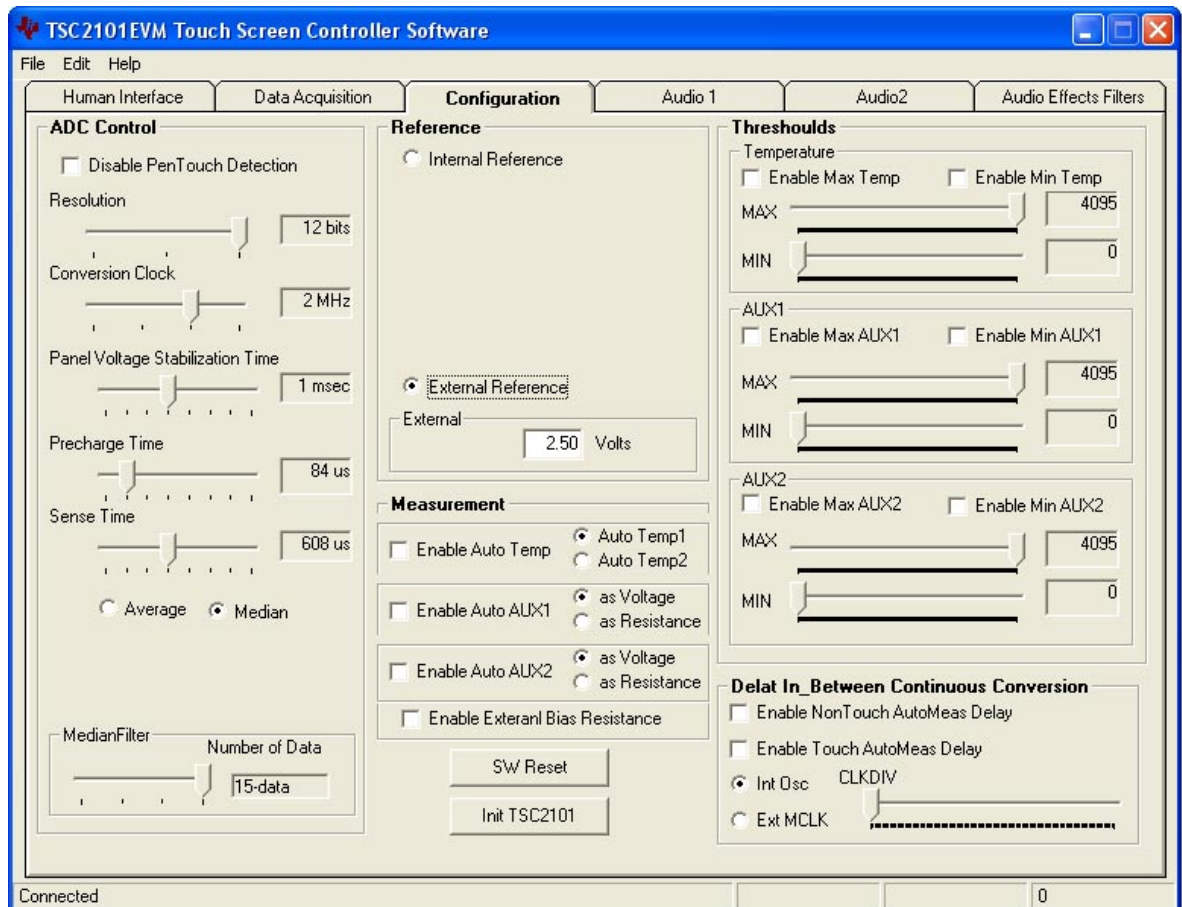 TSC2101EVM Touch Screen Controller Software
File Edit Help
Human Interface
Data Acquisition
Configuration
Audio 1
Audio2
Audio Effects Filters
ADC Control
Disable PenTouch Detection
Resolution
12 bits
Conversion Clock
2 MHz
Panel Voltage Stabilization Time
1 msec
Precharge Time
84 us
Sense Time
608 us
Average
Median
MedianFilter
Number of Data
15-data
Reference
Internal Reference
External Reference
External
2.50 Volts
Measurement
Enable Auto Temp
Auto Temp1
Auto Temp2
Enable Auto AUX1
as Voltage
as Resistance
Enable Auto AUX2
as Voltage
as Resistance
Enable Exteranl Bias Resistance
SW Reset
Init TSC2101
Threshoulds
Temperature
Enable Max Temp
Enable Min Temp
MAX
4095
MIN
0
AUX1
Enable Max AUX1
Enable Min AUX1
MAX
4095
MIN
0
AUX2
Enable Max AUX2
Enable Min AUX2
MAX
4095
MIN
0
Delat In_Between Continuous Conversion
Enable NonTouch AutoMeas Delay
Enable Touch AutoMeas Delay
Int Osc
CLKDIV
Ext MCLK
Connected
0